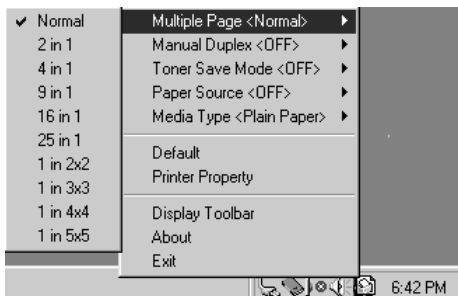 Normal
2 in 1
4 in 1
9 in 1
16 in 1
25 in 1
1 in 2x2
1 in 3x3
1 in 4x4
1 in 5x5
Multiple Page <Normal>
Manual Duplex <OFF>
Toner Save Mode <OFF>
Paper Source <OFF>
Media Type <Plain Paper>
Default
Printer Property
Display Toolbar
About
Exit
6:42 PM